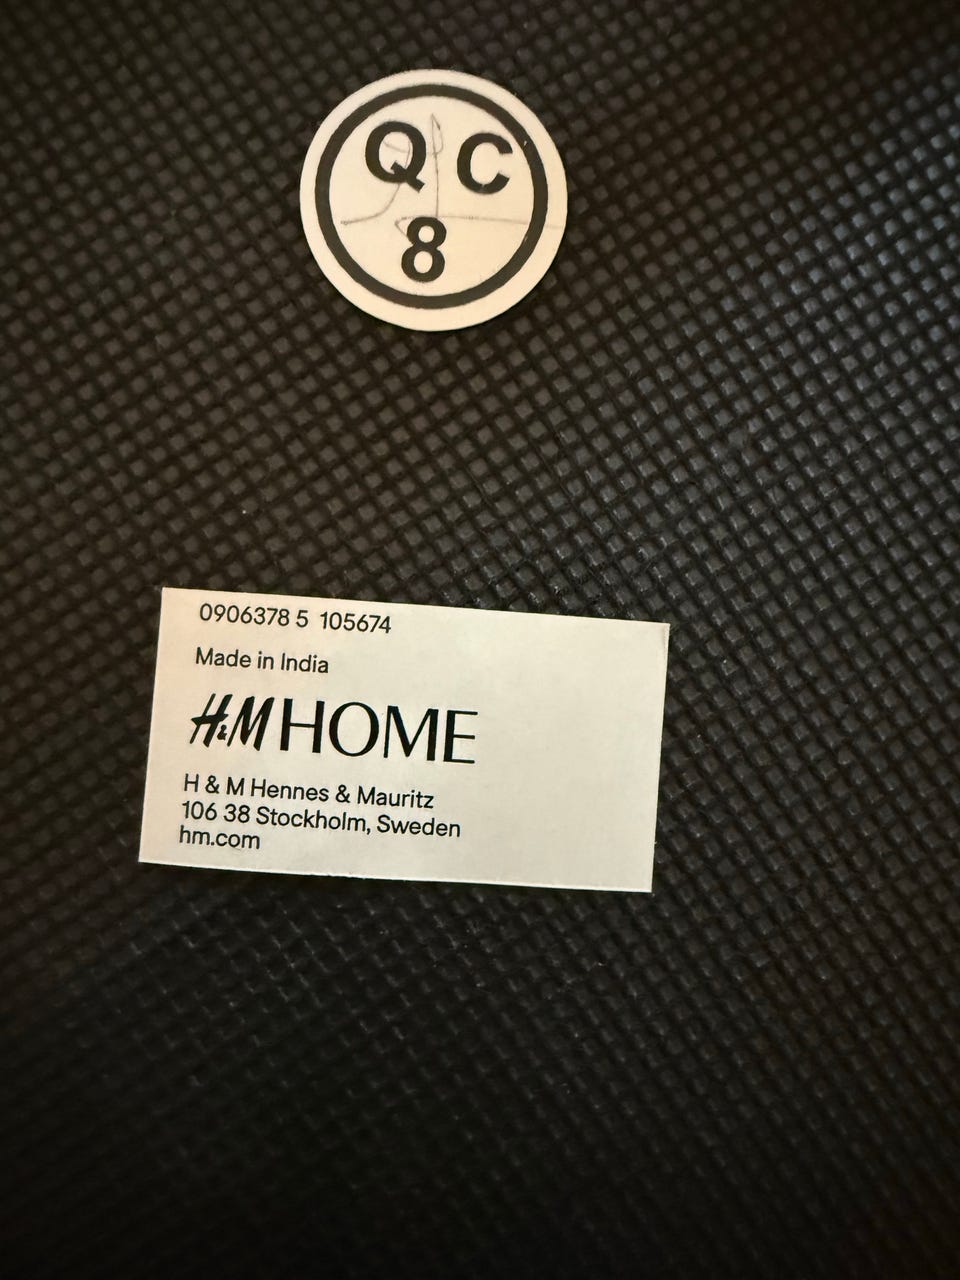 Q C
8
0906378 5 105674
Made in India
H&M HOME
H & M Hennes & Mauritz
106 38 Stockholm, Sweden
hm.com